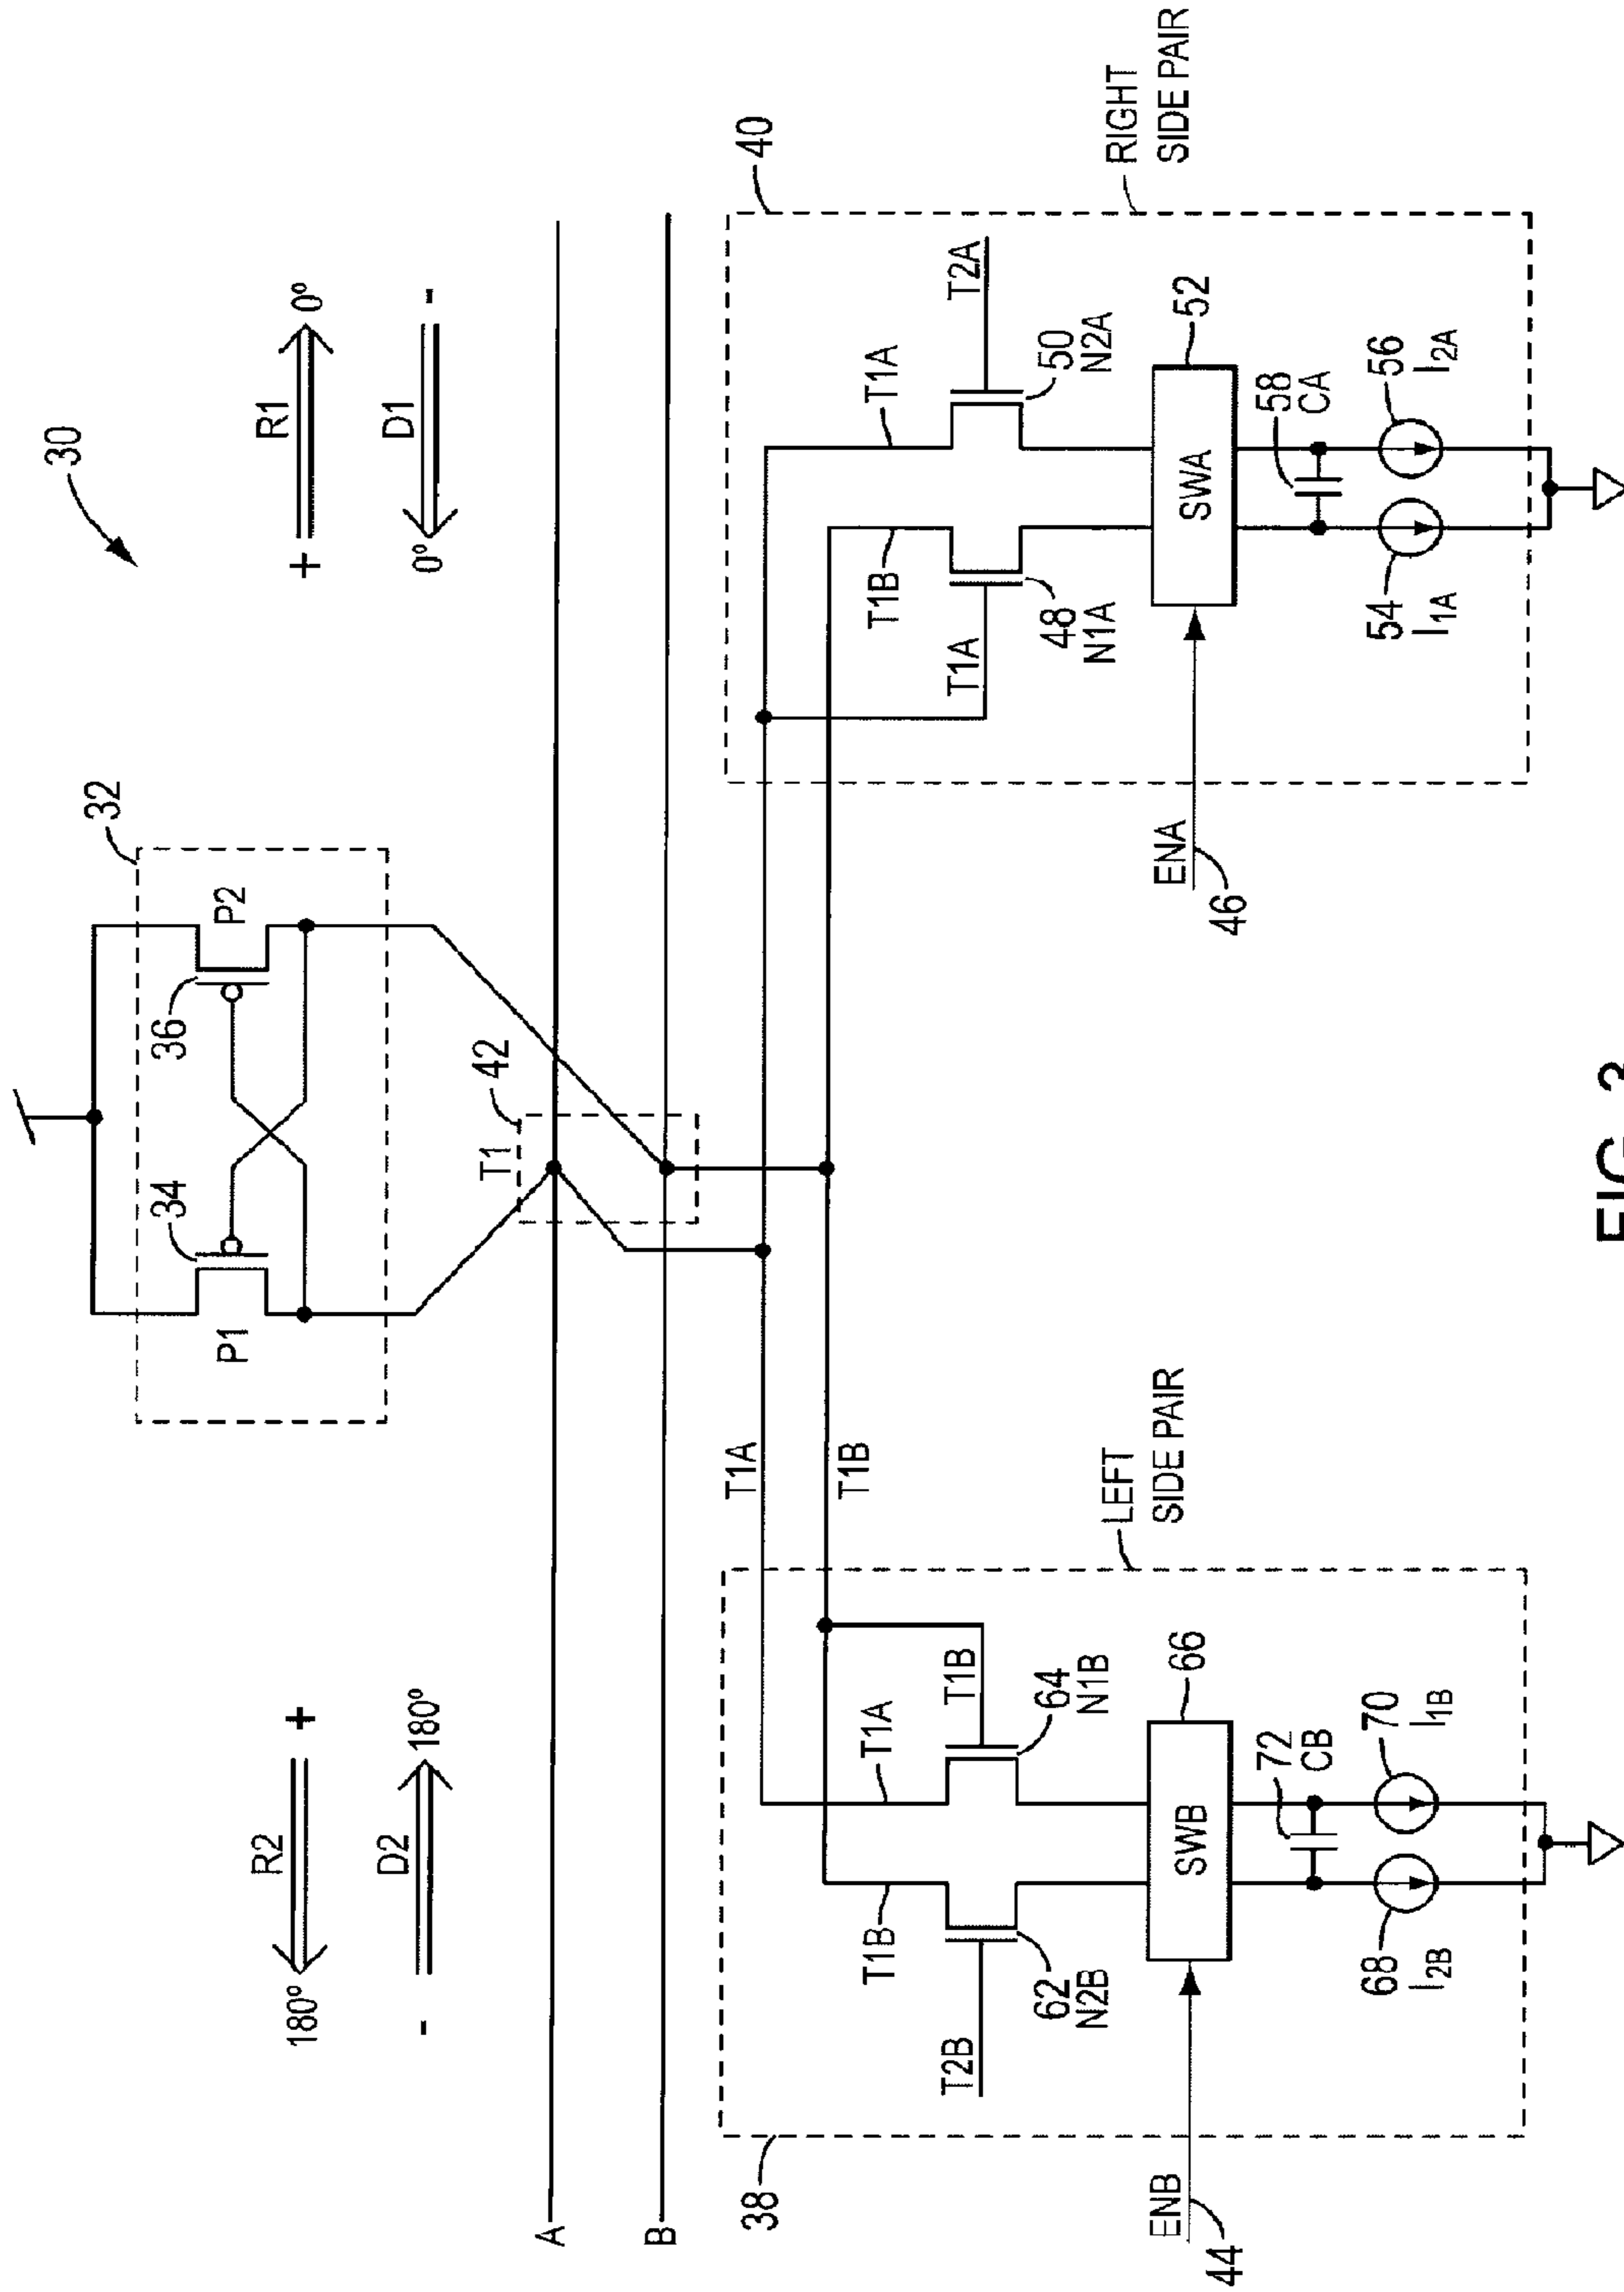 30
R2
R1
180°
+
+
0°
D2
D1
-
180°
0°
-
32
34
36
P1
P2
T1
42
A
B
T1A
T1B
38
LEFT
SIDE PAIR
T1B
T1A
T2B
T1B
62
N2B
64
N1B
ENB
44
SWB
66
72
CB
68
I2B
70
I1B
40
RIGHT
SIDE PAIR
T1B
T1A
T1A
T2A
48
N1A
50
N2A
ENA
46
SWA
52
58
CA
54
I1A
56
I2A
FIG. 3